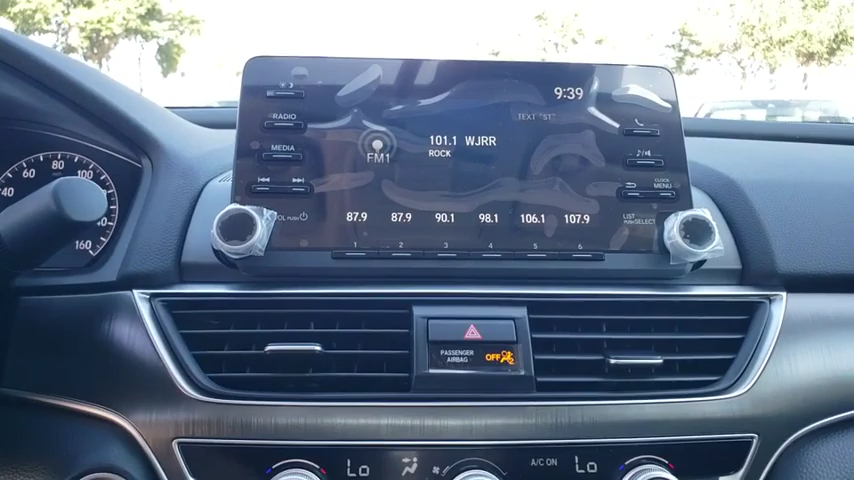 9:39
RADIO
TEXT "ST"
101.1 WJRR
ROCK
MEDIA
FM1
CLOCK
MENU
VOL PUSH
87.9 87.9 90.1 98.1 106.1 107.9
LIST
PUSH SELECT
1 2 3 4 5 6
40 60 80 100 120 140 160
PASSENGER
AIRBAG
OFF
2
Lo
A/C ON
Lo